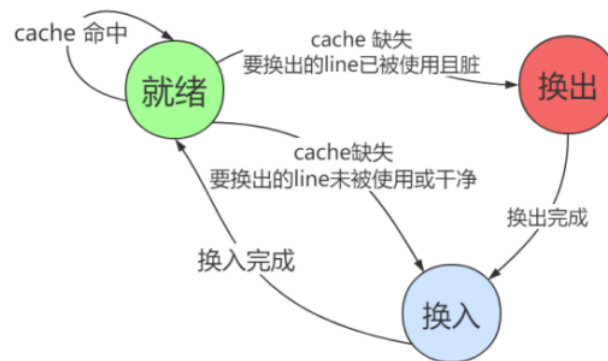 cache 命中
cache 缺失
要换出的line已被使用且脏
就绪
换出
cache缺失
要换出的line未被使用或干净
换出完成
换入完成
换入